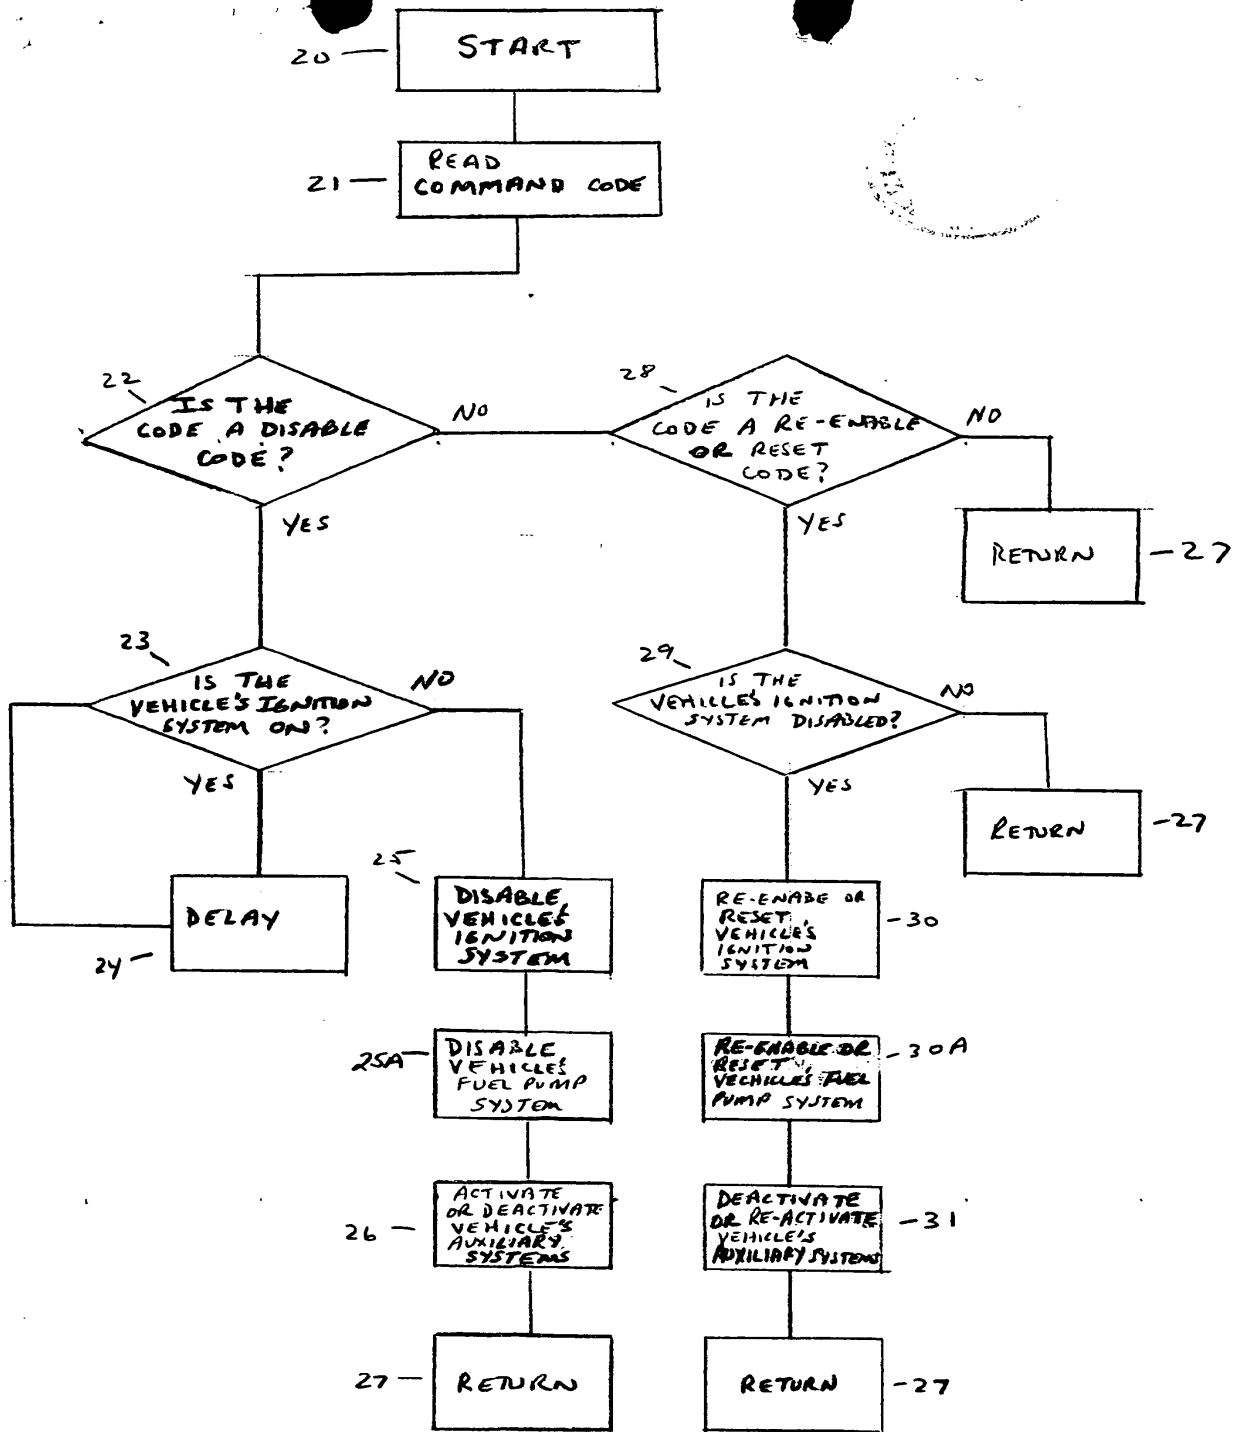 START
20
READ
COMMAND CODE
21
22
IS THE
CODE A DISABLE
CODE?
NO
YES
28
IS THE
CODE A RE-ENABLE
OR RESET
CODE?
NO
YES
RETURN
27
23
IS THE
VEHICLE'S IGNITION
SYSTEM ON?
NO
YES
29
IS THE
VEHICLE'S IGNITION
SYSTEM DISABLED?
NO
YES
RETURN
27
DELAY
24
25
DISABLE
VEHICLE'S
IGNITION
SYSTEM
RE-ENABE OR
RESET
VEHICLE'S
IGNITION
SYSTEM
30
25A
DISABLE
VEHICLE'S
FUEL PUMP
SYSTEM
RE-ENABLE OR
RESET
VECHICLE'S FUEL
PUMP SYSTEM
30A
26
ACTIVATE
OR DEACTIVATE
VEHICLE'S
AUXILIARY
SYSTEMS
DEACTIVATE
OR RE-ACTIVATE
VEHICLE'S
AUXILIARY SYSTEMS
31
27
RETURN
RETURN
27